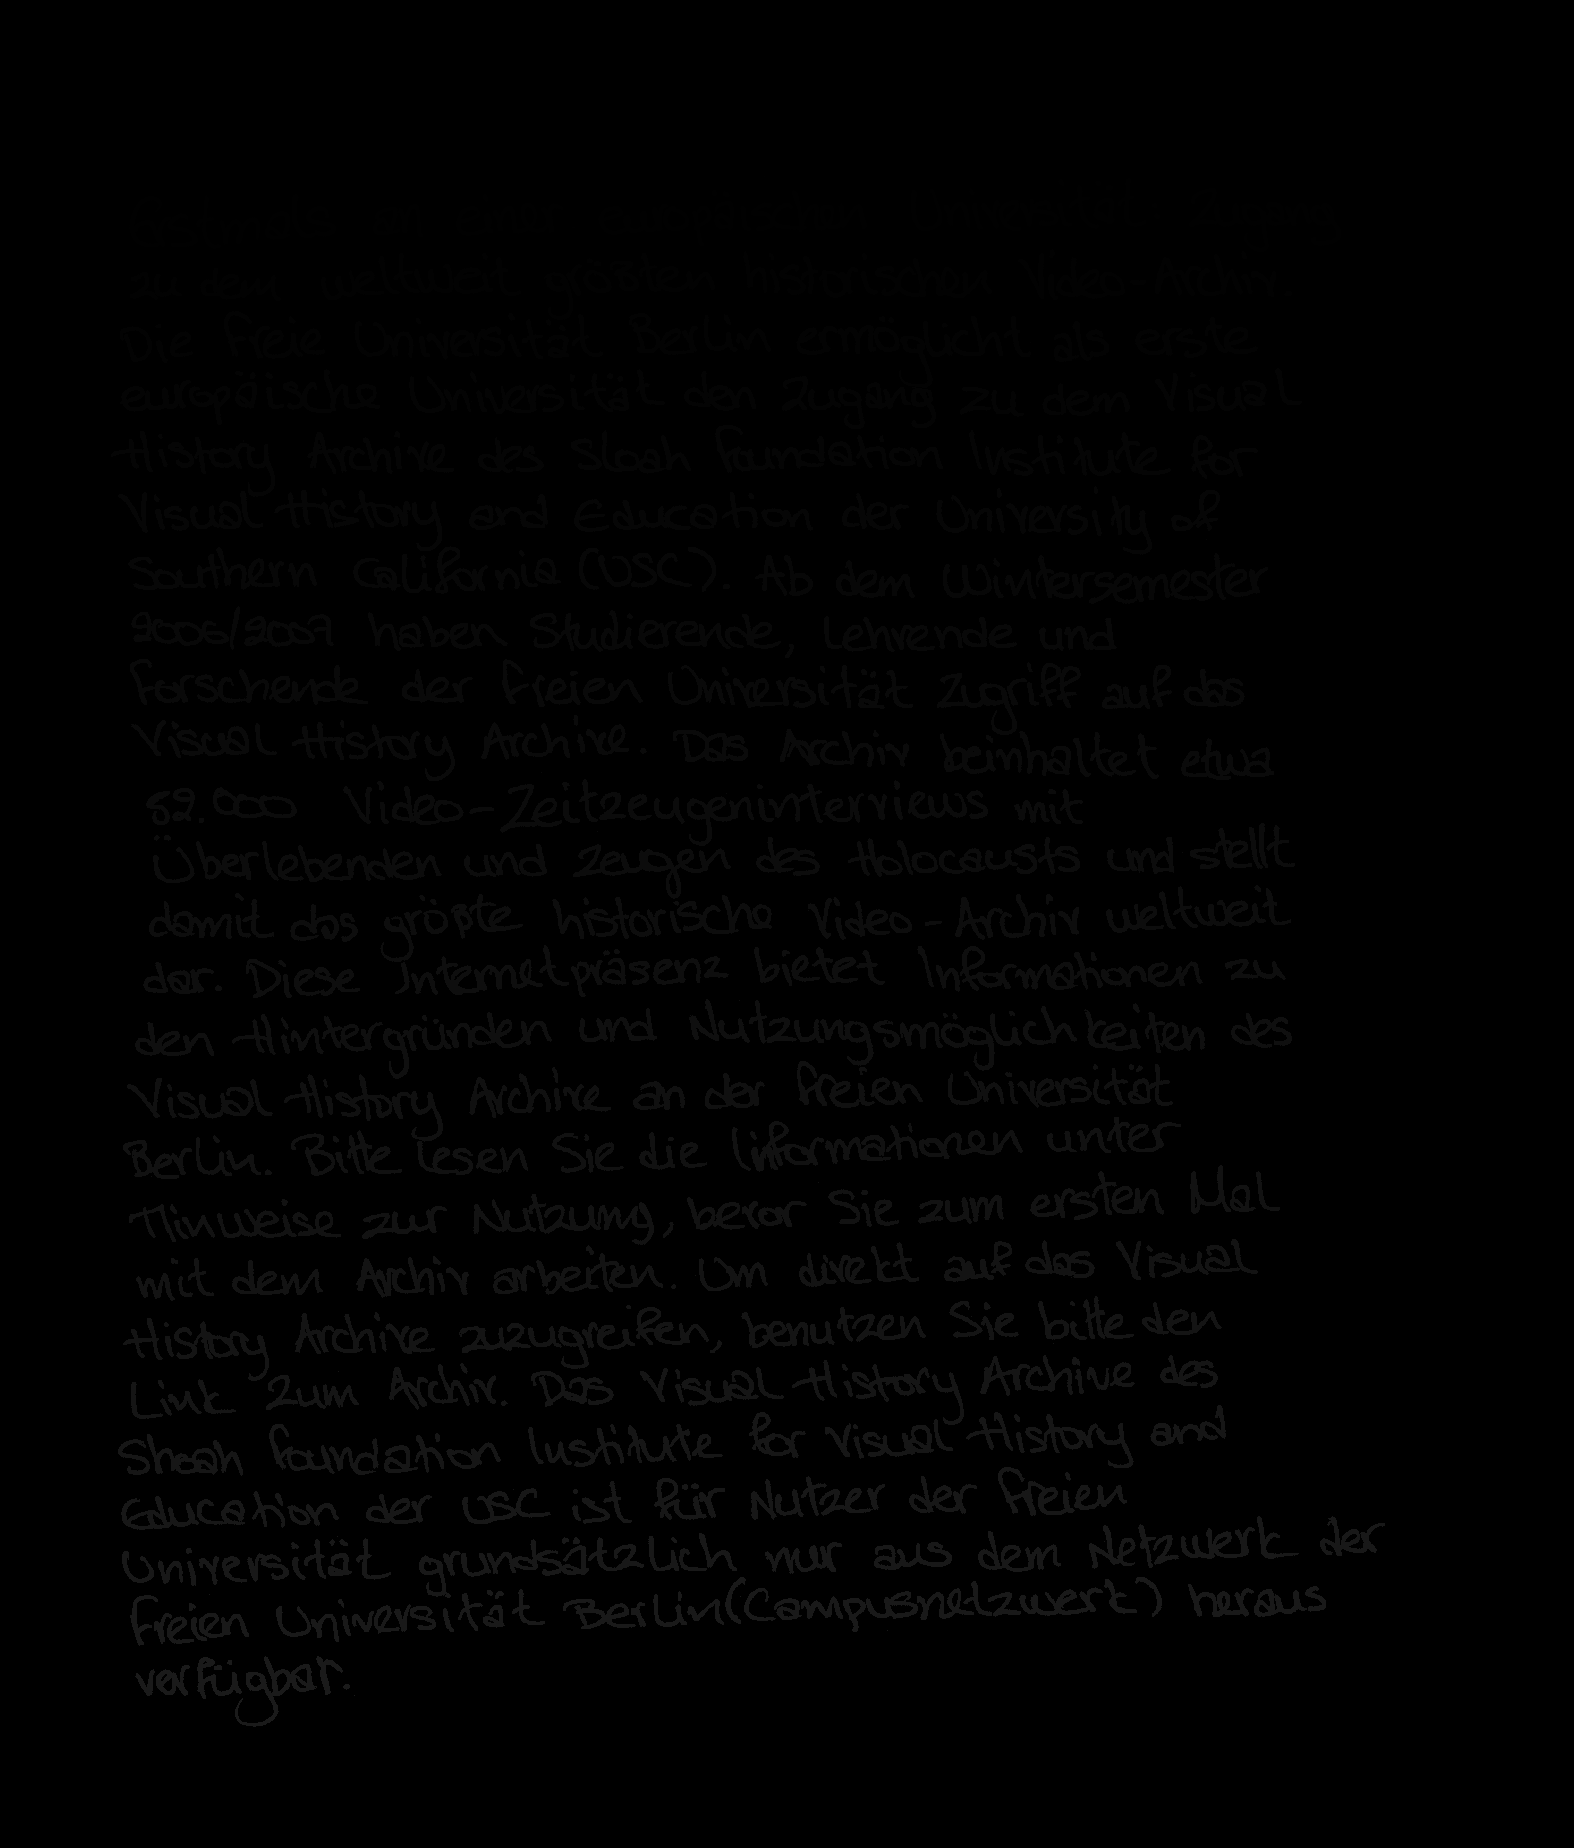 Erstmals an einer europäischen Universität: Zugang
zu dem weltweit größten historischen Video-Archiv.
Die Freie Universität Berlin ermöglicht als erste
europäische Universität den Zugang zu dem Visual
History Archive des Sloah Foundation Institute for
Visual History and Education der University of
Southern California (USC). Ab dem Wintersemester
2006/2007 haben Studierende, Lehrende und
Forschende der Freien Universität Zugriff auf das
Visual History Archive. Das Archiv beinhaltet etwa
52.000 Video-Zeitzeugeninterviews mit
Überlebenden und Zeugen des Holocausts und stellt
damit das größte historische Video-Archiv weltweit
dar. Diese Internetpräsenz bietet Informationen zu
den Hintergründen und Nutzungsmöglichkeiten des
Visual History Archive an der Freien Universität
Berlin. Bitte lesen Sie die Informationen unter
Hinweise zur Nutzung, bevor Sie zum ersten Mal
mit dem Archiv arbeiten. Um direkt auf das Visual
History Archive zuzugreifen, benutzen Sie bitte den
Link zum Archiv. Das Visual History Archive des
Shoah Foundation Institute for Visual History and
Education der USC ist für Nutzer der Freien
Universität grundsätzlich nur aus dem Netzwerk der
Freien Universität Berlin(Campusnetzwerk) heraus
verfügbar.